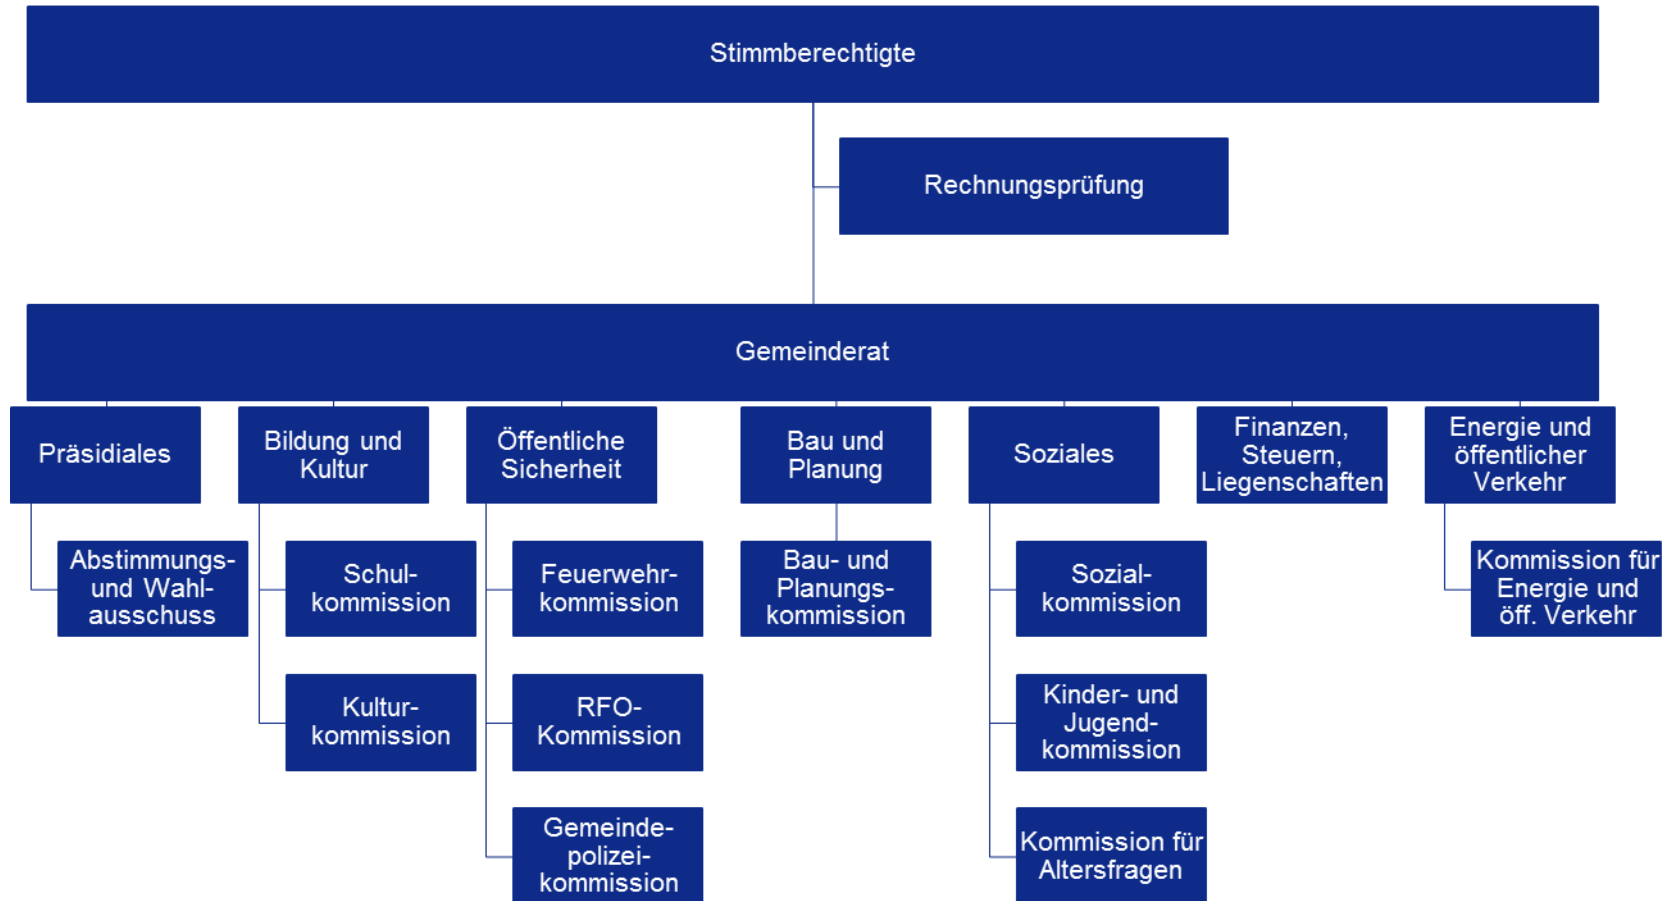 Stimmberechtigte
Rechnungsprüfung
Gemeinderat
Präsidiales
Bildung und
Kultur
Öffentliche
Sicherheit
Bau und
Planung
Soziales
Finanzen,
Steuern,
Liegenschaften
Energie und
öffentlicher
Verkehr
Abstimmungs-
und Wahl-
ausschuss
Schul-
kommission
Feuerwehr-
kommission
Bau- und
Planungs-
kommission
Sozial-
kommission
Kommission für
Energie und
öff. Verkehr
Kultur-
kommission
RFO-
Kommission
Kinder- und
Jugend-
kommission
Gemeinde-
polizei-
kommission
Kommission für
Altersfragen